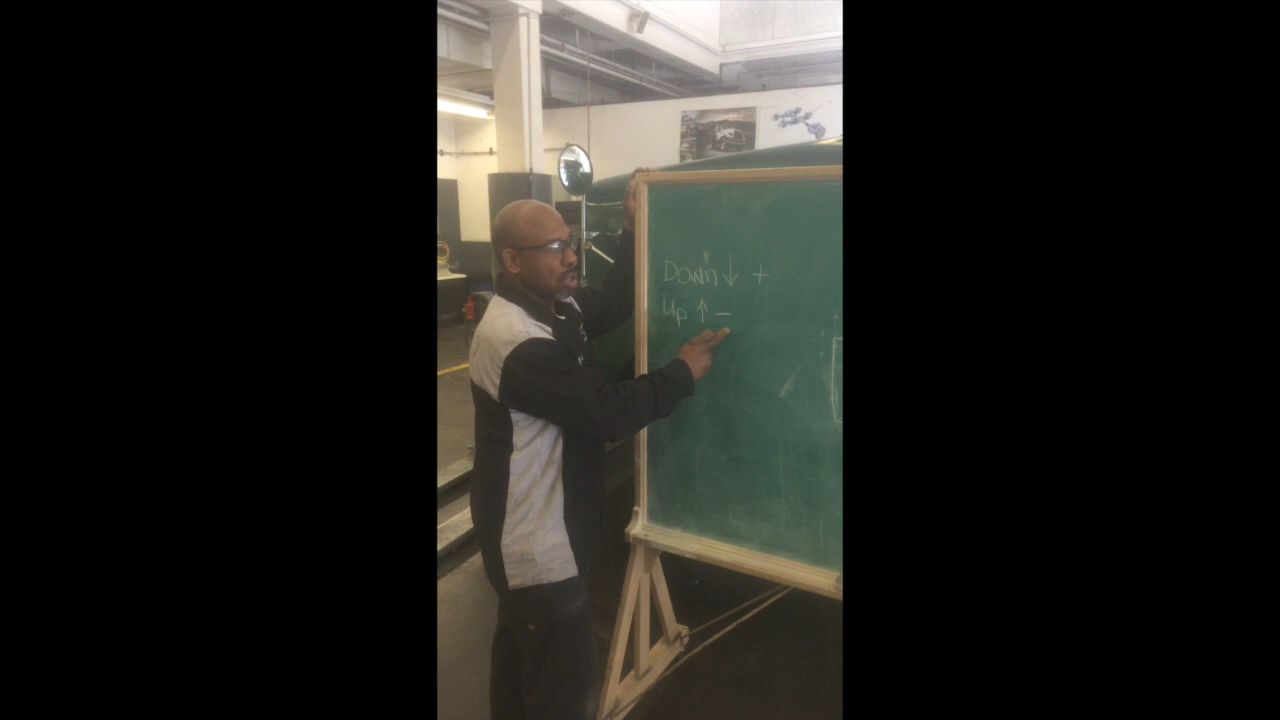 Down ↓ +
Up ↑ −